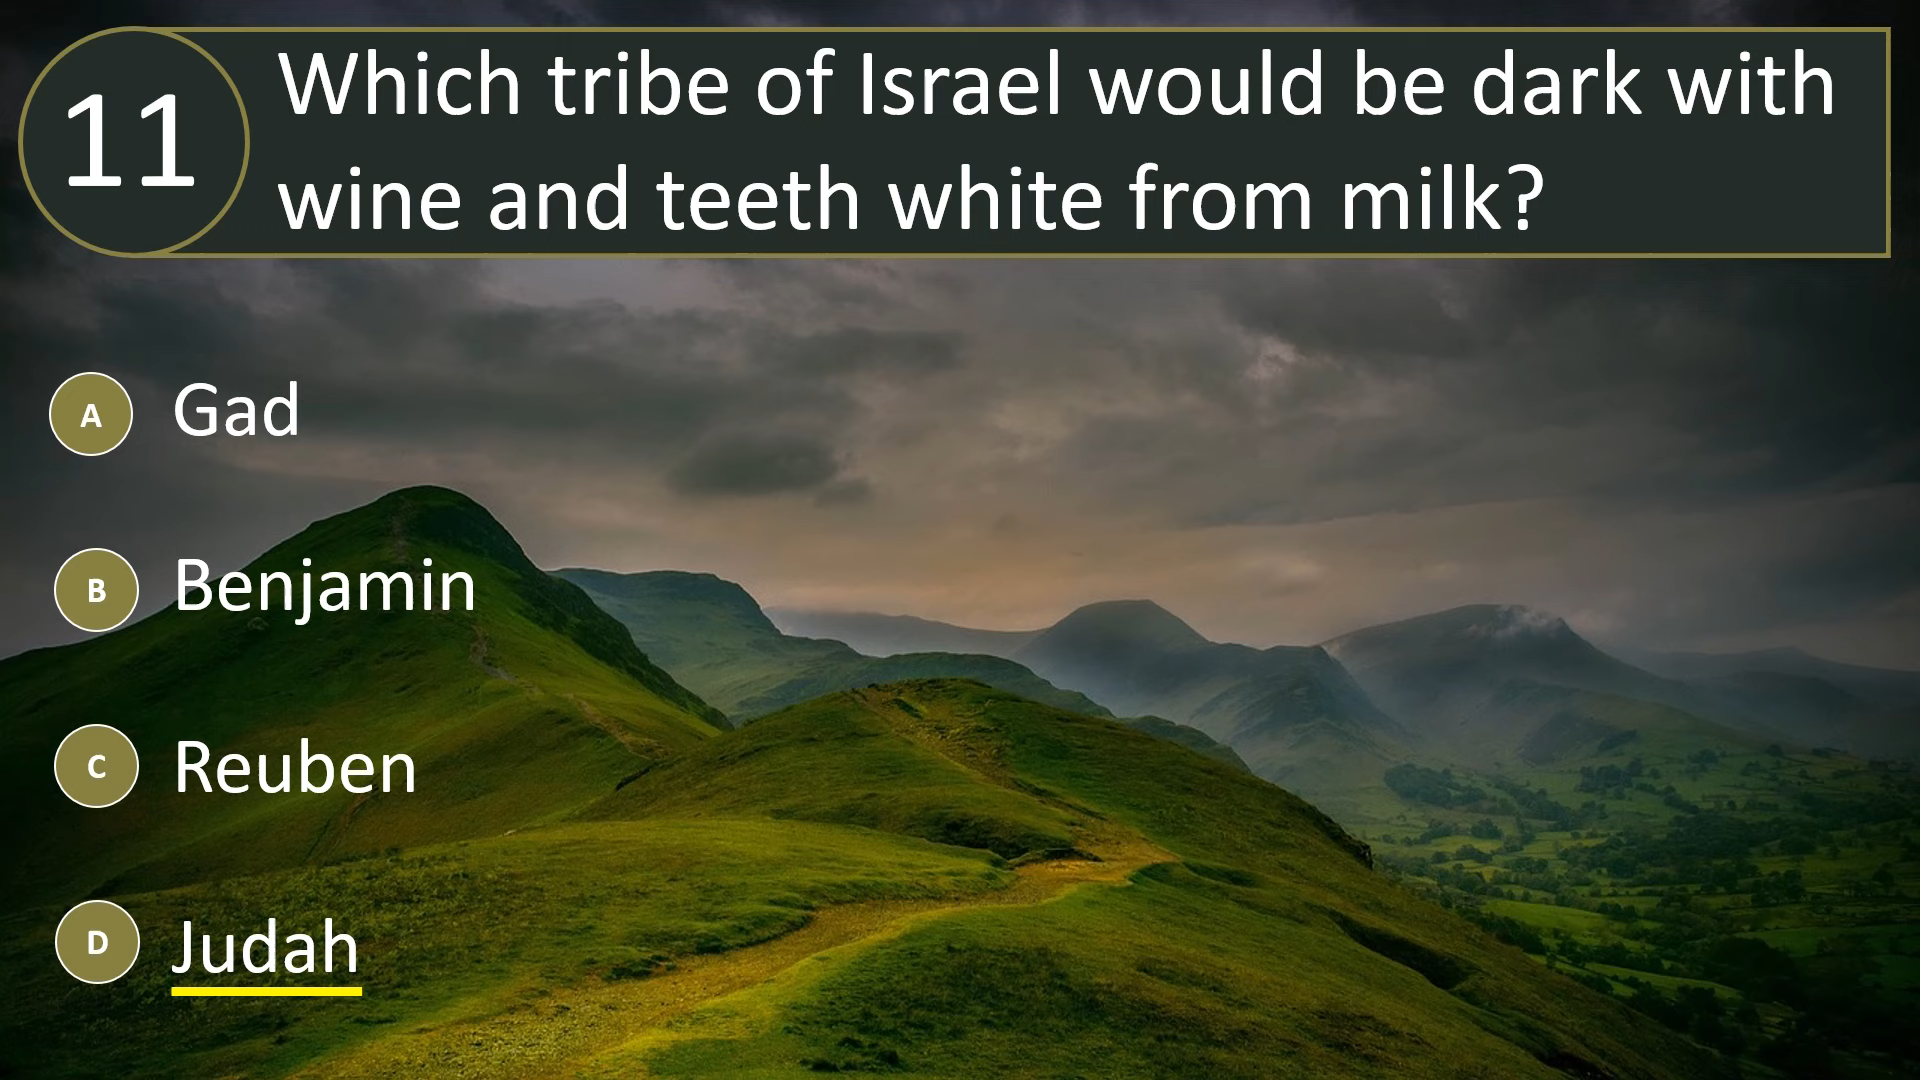 11
Which tribe of Israel would be dark with
wine and teeth white from milk?
A Gad
B Benjamin
C Reuben
D Judah